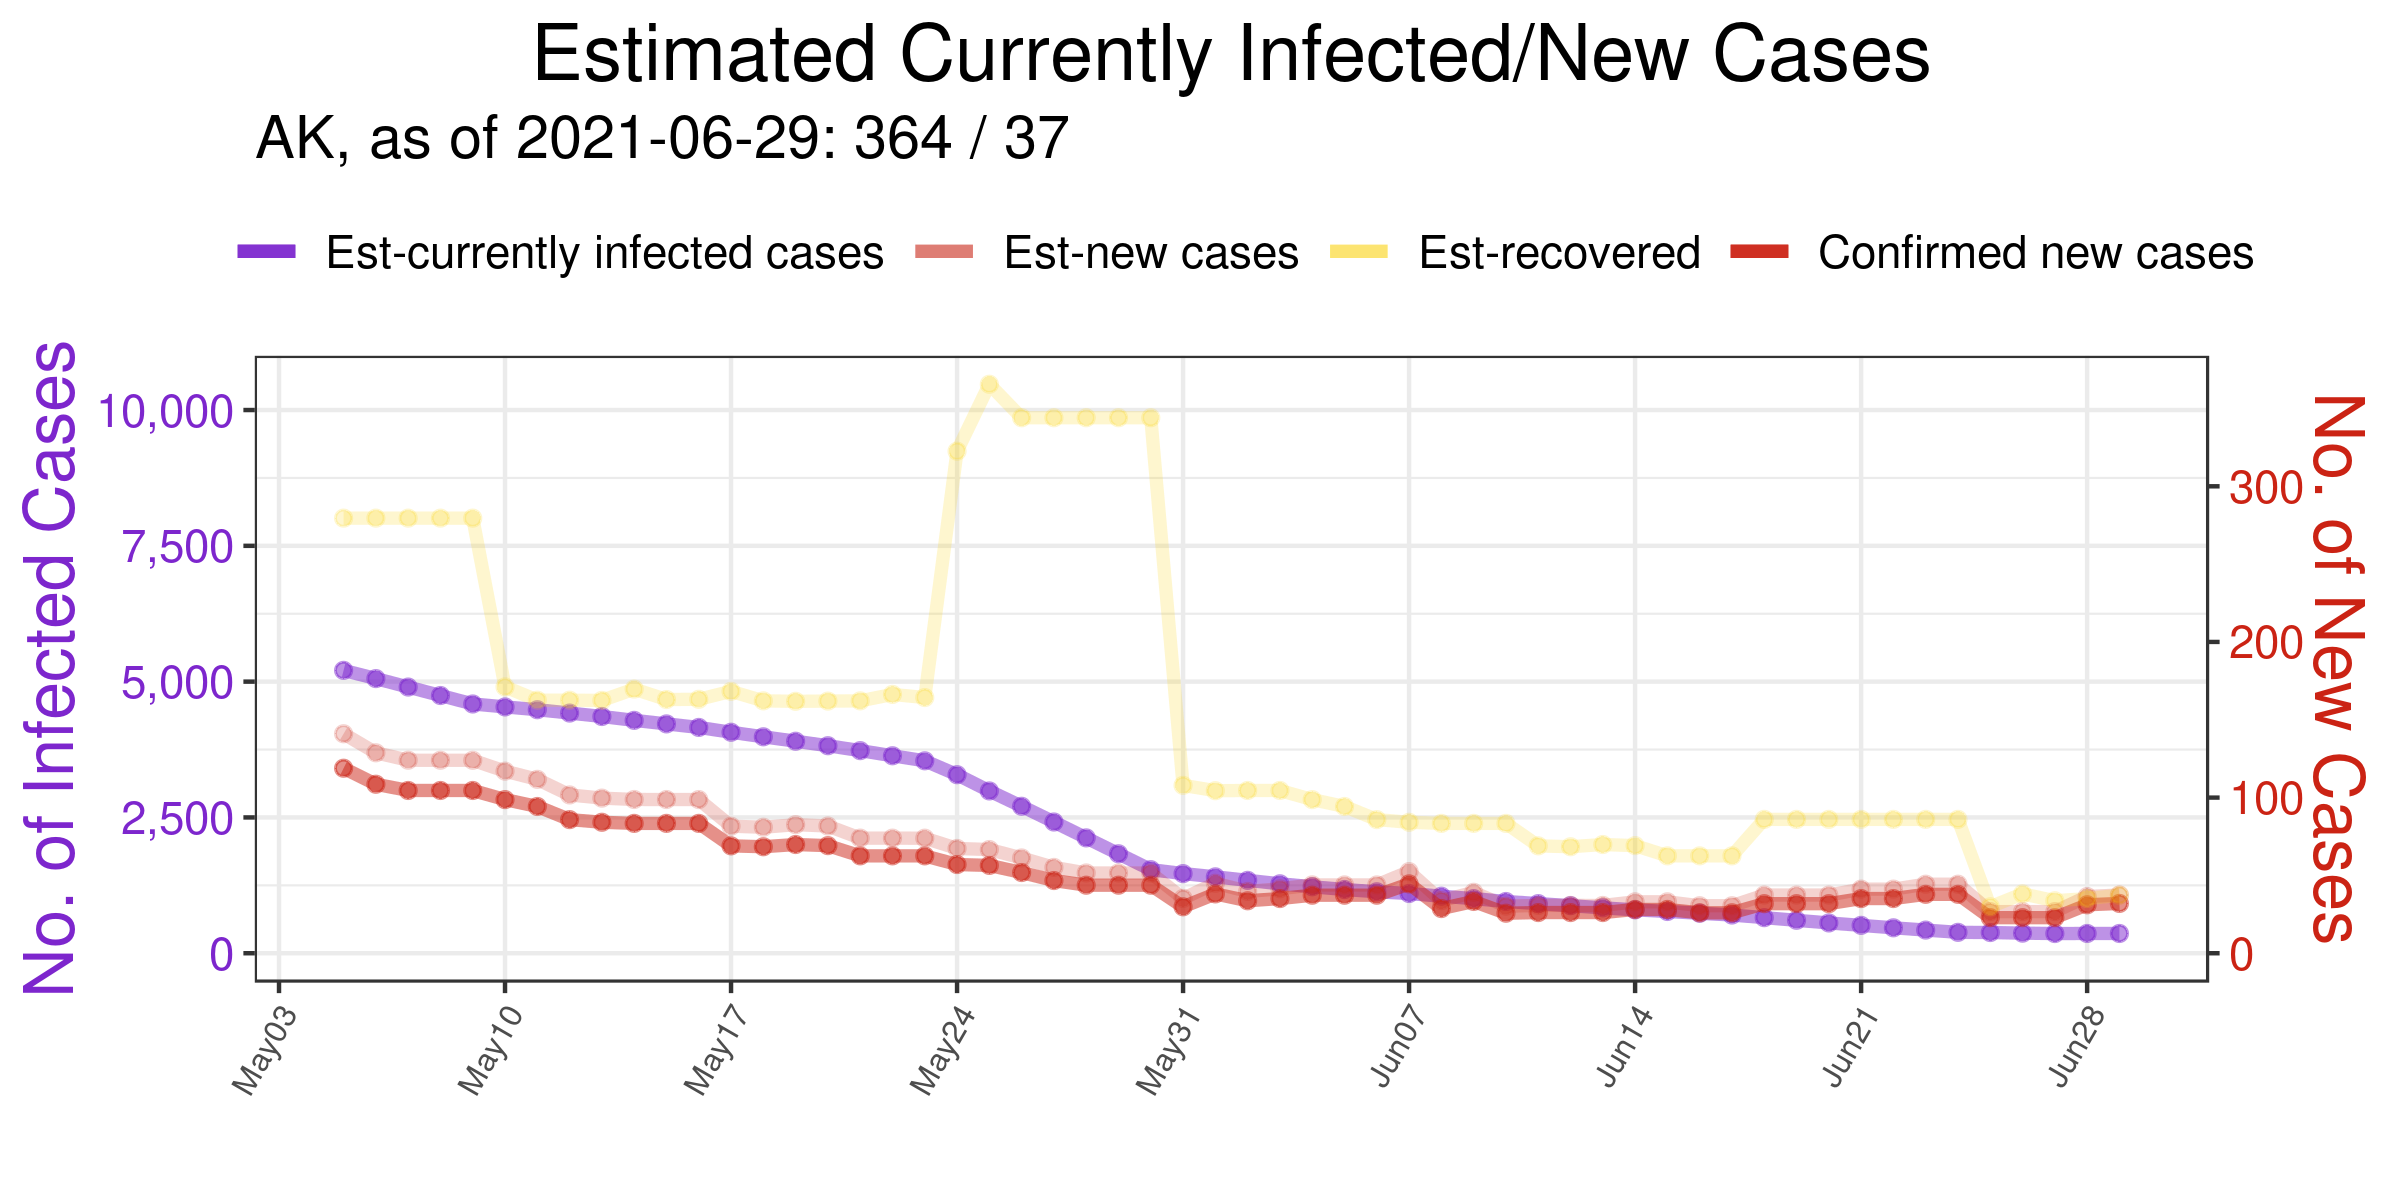 Estimated Currently Infected/New Cases
AK, as of 2021-06-29: 364 / 37
Est-currently infected cases Est-new cases Est-recovered Confirmed new cases
No. of Infected Cases
10,000
7,500
5,000
2,500
0
300
200
100
0
No. of New Cases
May03 May10 May17 May24 May31 Jun07 Jun14 Jun21 Jun28